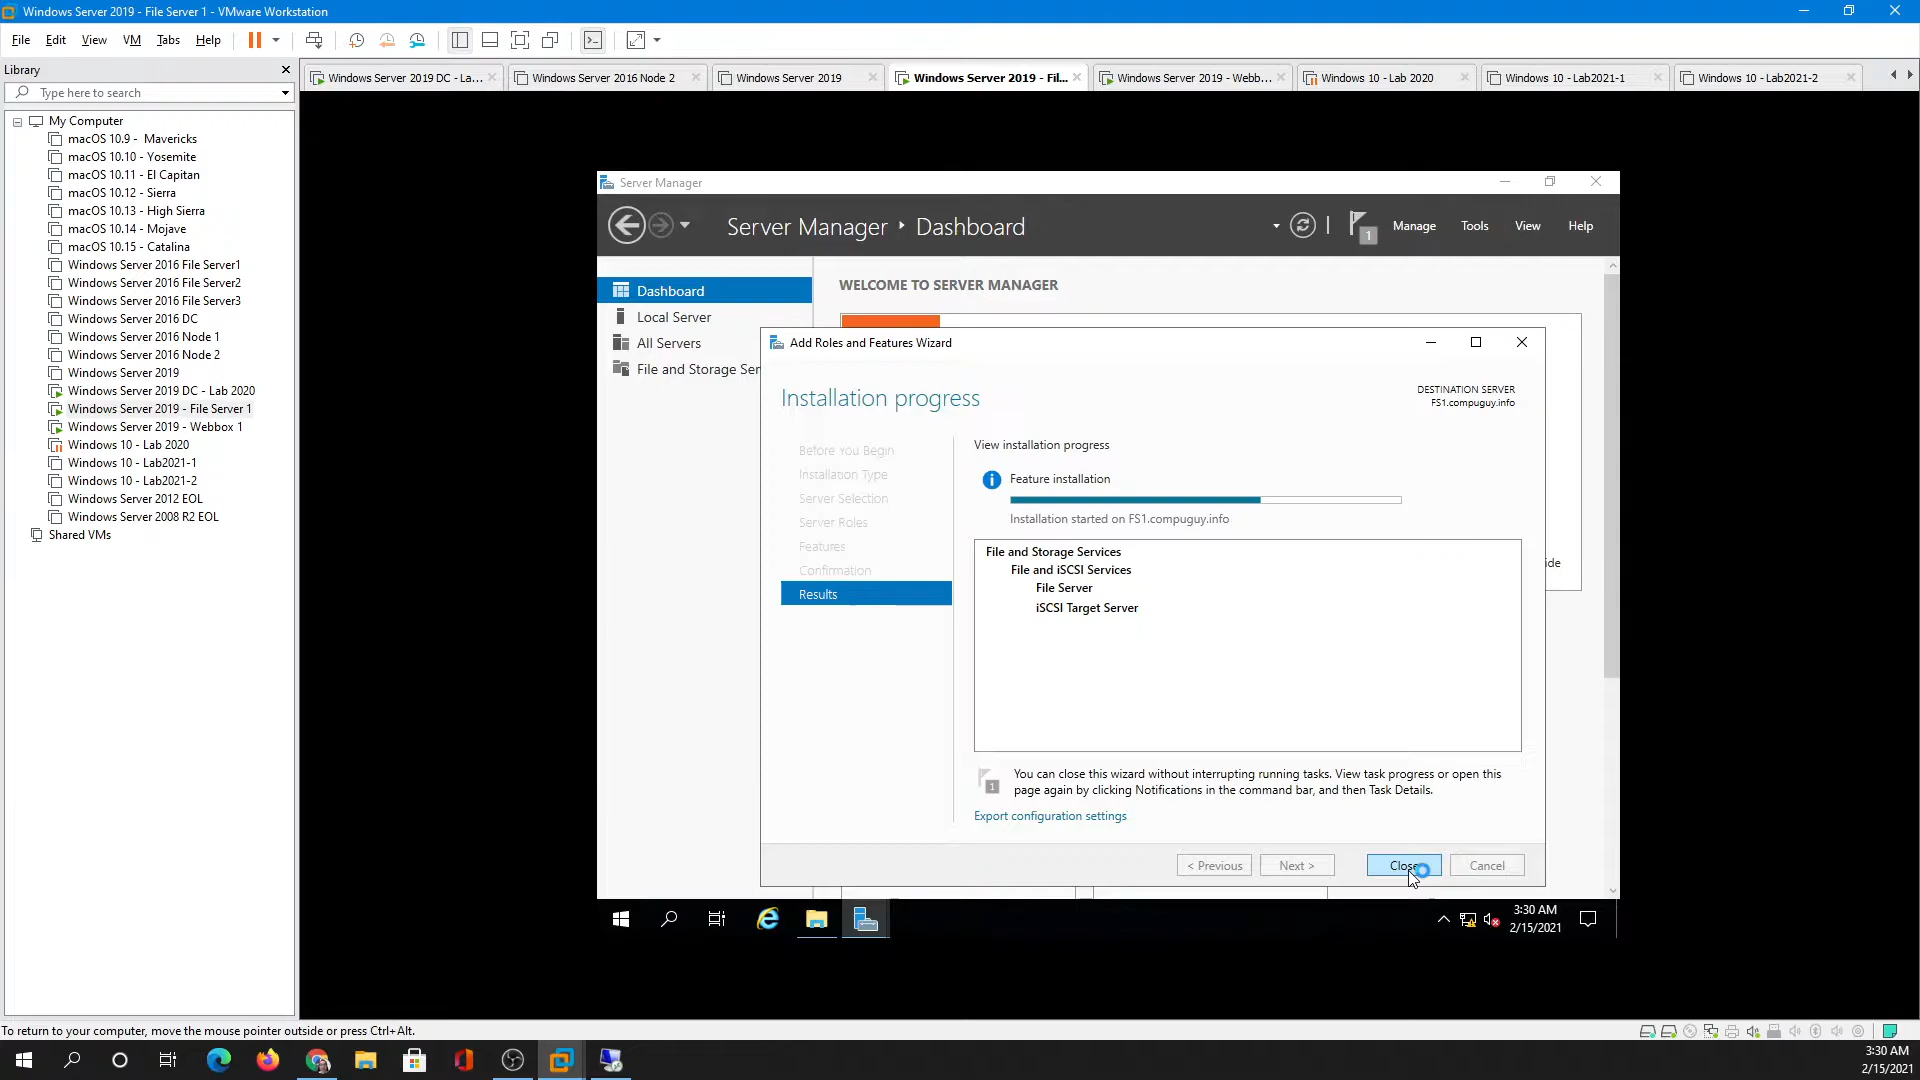 Windows Server 2019 - File Server 1 - VMware Workstation
File Edit View VM Tabs Help
Library
Type here to search
My Computer
macOS 10.9 -  Mavericks
macOS 10.10 - Yosemite
macOS 10.11 - El Capitan
macOS 10.12 - Sierra
macOS 10.13 - High Sierra
macOS 10.14 - Mojave
macOS 10.15 - Catalina
Windows Server 2016 File Server1
Windows Server 2016 File Server2
Windows Server 2016 File Server3
Windows Server 2016 DC
Windows Server 2016 Node 1
Windows Server 2016 Node 2
Windows Server 2019
Windows Server 2019 DC - Lab 2020
Windows Server 2019 - File Server 1
Windows Server 2019 - Webbox 1
Windows 10 - Lab 2020
Windows 10 - Lab2021-1
Windows 10 - Lab2021-2
Windows Server 2012 EOL
Windows Server 2008 R2 EOL
Shared VMs
Windows Server 2019 DC - La... Windows Server 2016 Node 2 Windows Server 2019 Windows Server 2019 - Fil... Windows Server 2019 - Webb... Windows 10 - Lab 2020 Windows 10 - Lab2021-1 Windows 10 - Lab2021-2
Server Manager
Server Manager Dashboard
1 Manage Tools View Help
Dashboard
Local Server
All Servers
File and Storage Ser
WELCOME TO SERVER MANAGER
ide
Add Roles and Features Wizard
Installation progress
DESTINATION SERVER
FS1.compuguy.info
Before You Begin
Installation Type
Server Selection
Server Roles
Features
Confirmation
Results
View installation progress
Feature installation
Installation started on FS1.compuguy.info
File and Storage Services
File and iSCSI Services
File Server
iSCSI Target Server
1
You can close this wizard without interrupting running tasks. View task progress or open this
page again by clicking Notifications in the command bar, and then Task Details.
Export configuration settings
< Previous Next > Close Cancel
3:30 AM
2/15/2021
To return to your computer, move the mouse pointer outside or press Ctrl+Alt.
3:30 AM
2/15/2021